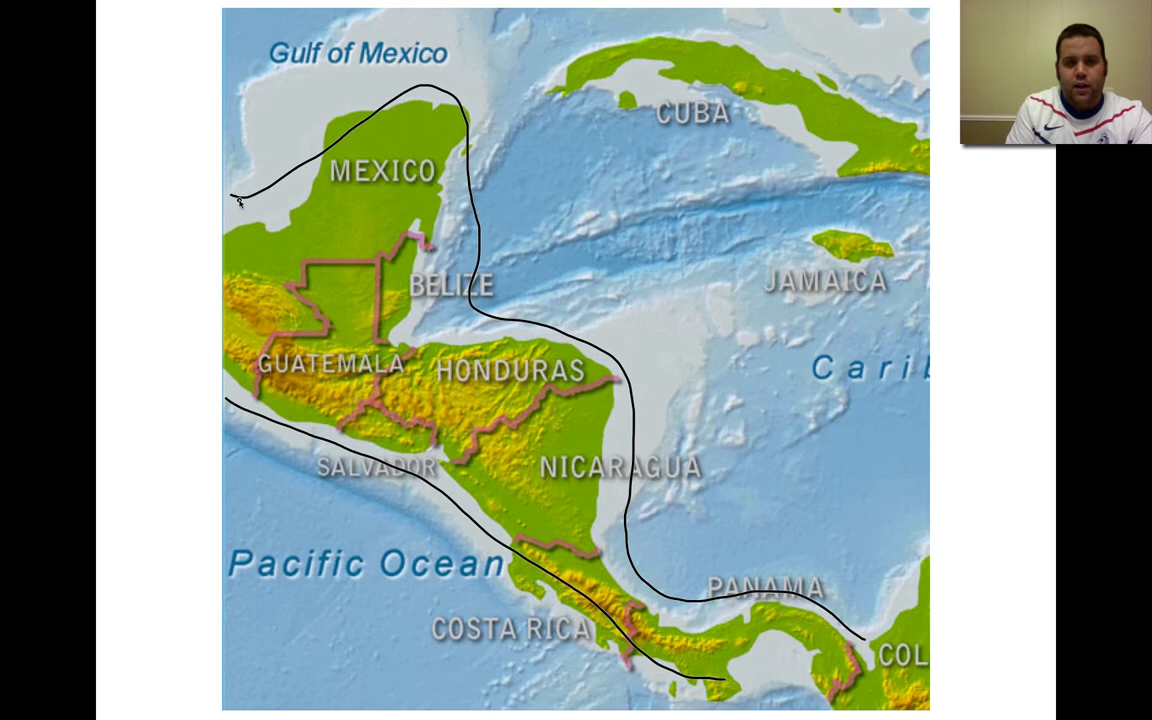 Gulf of Mexico
CUBA
MEXICO
BELIZE
JAMAICA
GUATEMALA
HONDURAS
Carib
SALVADOR
NICARAGUA
Pacific Ocean
PANAMA
COSTA RICA
COL